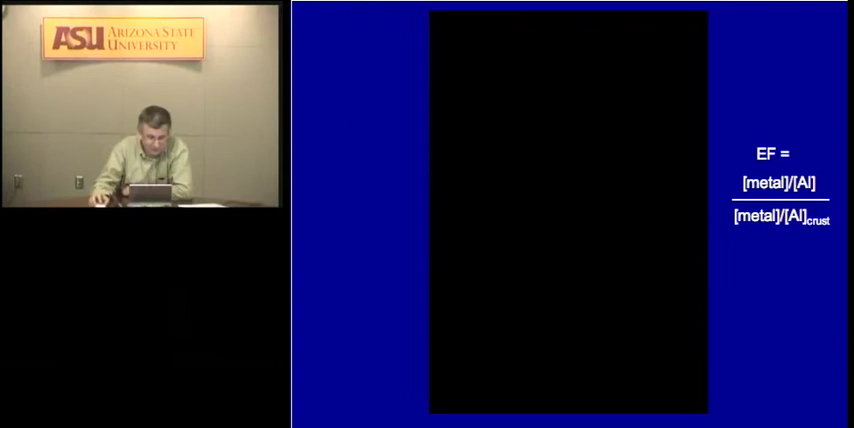 ASU ARIZONA STATE
UNIVERSITY
EF =
[metal]/[Al]
[metal]/[Al]crust